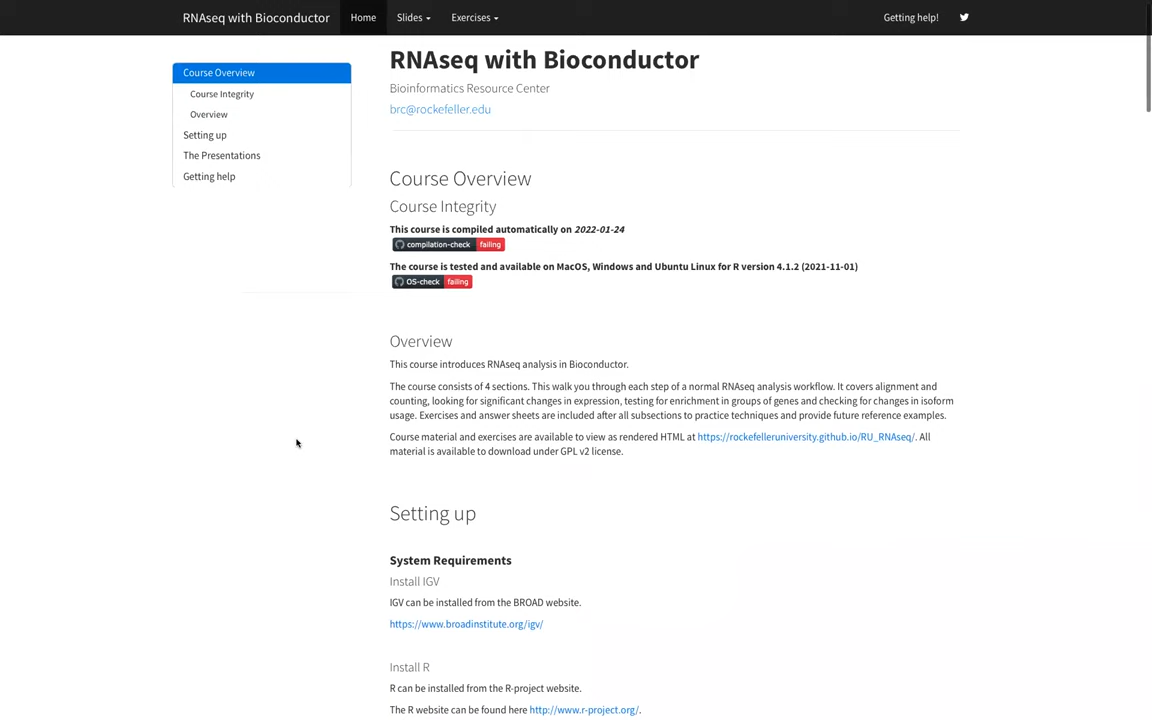 RNAseq with Bioconductor Home Slides Exercises Getting help!
Course Overview
Course Integrity
Overview
Setting up
The Presentations
Getting help
RNAseq with Bioconductor
Bioinformatics Resource Center
brc@rockefeller.edu
Course Overview
Course Integrity
This course is compiled automatically on 2022-01-24
compilation-check failing
The course is tested and available on MacOS, Windows and Ubuntu Linux for R version 4.1.2 (2021-11-01)
OS-check failing
Overview
This course introduces RNAseq analysis in Bioconductor.
The course consists of 4 sections. This walk you through each step of a normal RNAseq analysis workflow. It covers alignment and
counting, looking for significant changes in expression, testing for enrichment in groups of genes and checking for changes in isoform
usage. Exercises and answer sheets are included after all subsections to practice techniques and provide future reference examples.
Course material and exercises are available to view as rendered HTML at https://rockefelleruniversity.github.io/RU_RNAseq/. All
material is available to download under GPL v2 license.
Setting up
System Requirements
Install IGV
IGV can be installed from the BROAD website.
https://www.broadinstitute.org/igv/
Install R
R can be installed from the R-project website.
The R website can be found here http://www.r-project.org/.